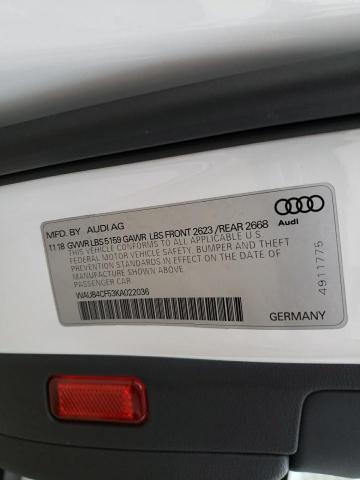 MFD. BY AUDI AG
Audi
11.18 GVWR LBS 5159 GAWR LBS FRONT 2623 /REAR 2668
THIS VEHICLE CONFORMS TO ALL APPLICABLE U.S.
FEDERAL MOTOR VEHICLE SAFETY, BUMPER AND THEFT
PREVENTION STANDARDS IN EFFECT ON THE DATE OF
MANUFACTURE SHOWN ABOVE.
PASSENGER CAR
WAUB4CF53KA022036
4911775
GERMANY